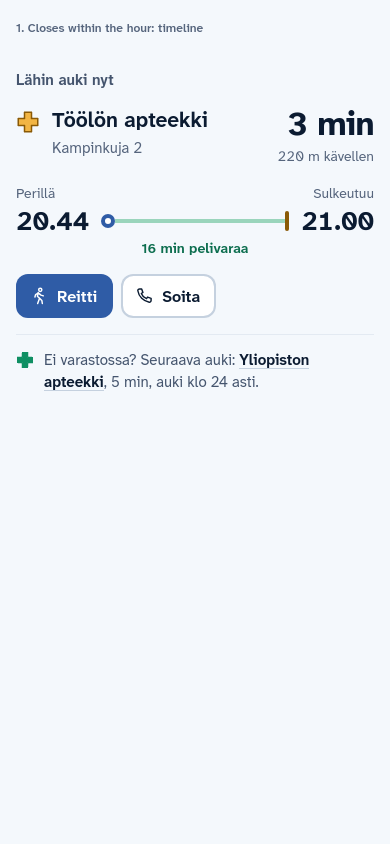 1. Closes within the hour: timeline
Lähin auki nyt
Töölön apteekki
3 min
Kampinkuja 2
220 m kävellen
Perillä
Sulkeutuu
20.44
21.00
16 min pelivaraa
Reitti
Soita
Ei varastossa? Seuraava auki: Yliopiston
apteekki, 5 min, auki klo 24 asti.